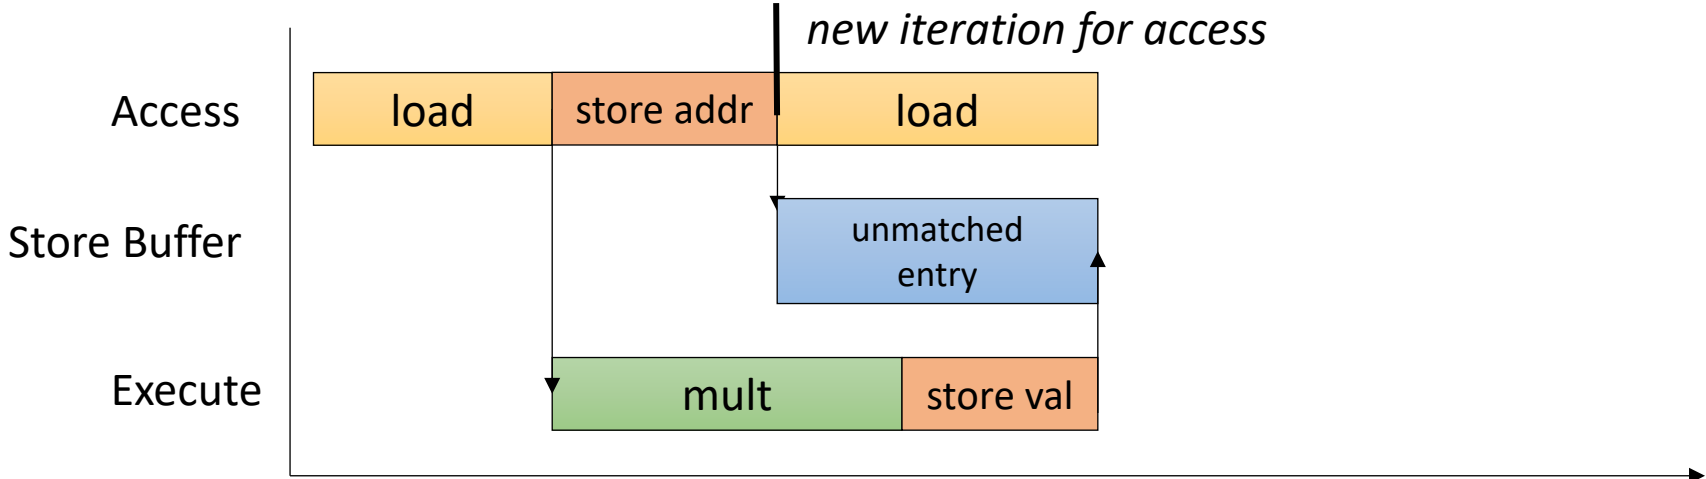 new iteration for access
Access
load
store addr
load
Store Buffer
unmatched
entry
Execute
mult
store val